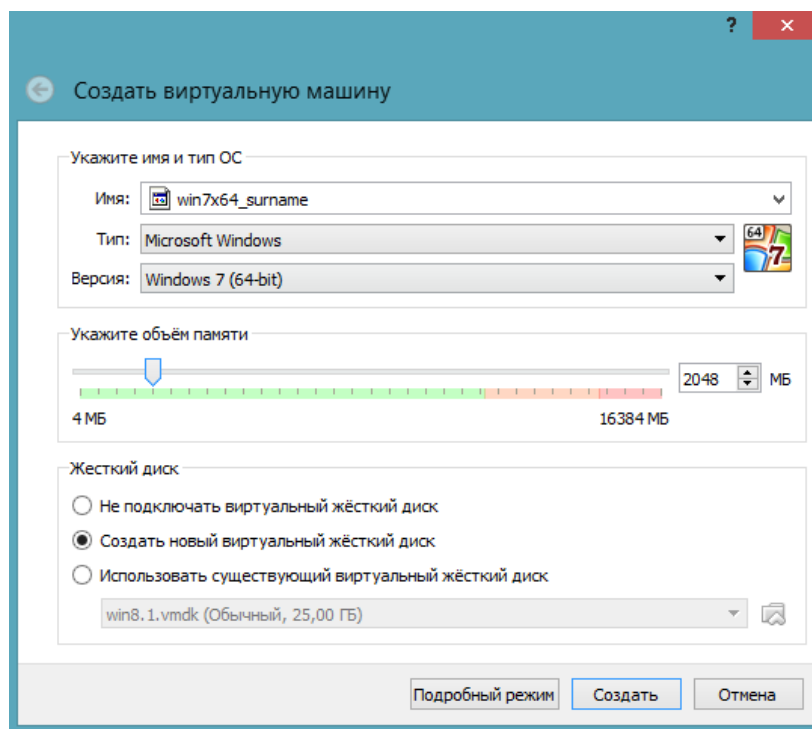 ?
Создать виртуальную машину
Укажите имя и тип ОС
Имя: win7x64_surname
Тип: Microsoft Windows
64
7
Версия: Windows 7 (64-bit)
Укажите объём памяти
2048 МБ
4 МБ 16384 МБ
Жесткий диск
Не подключать виртуальный жёсткий диск
Создать новый виртуальный жёсткий диск
Использовать существующий виртуальный жёсткий диск
win8.1.vmdk (Обычный, 25,00 ГБ)
Подробный режим Создать Отмена